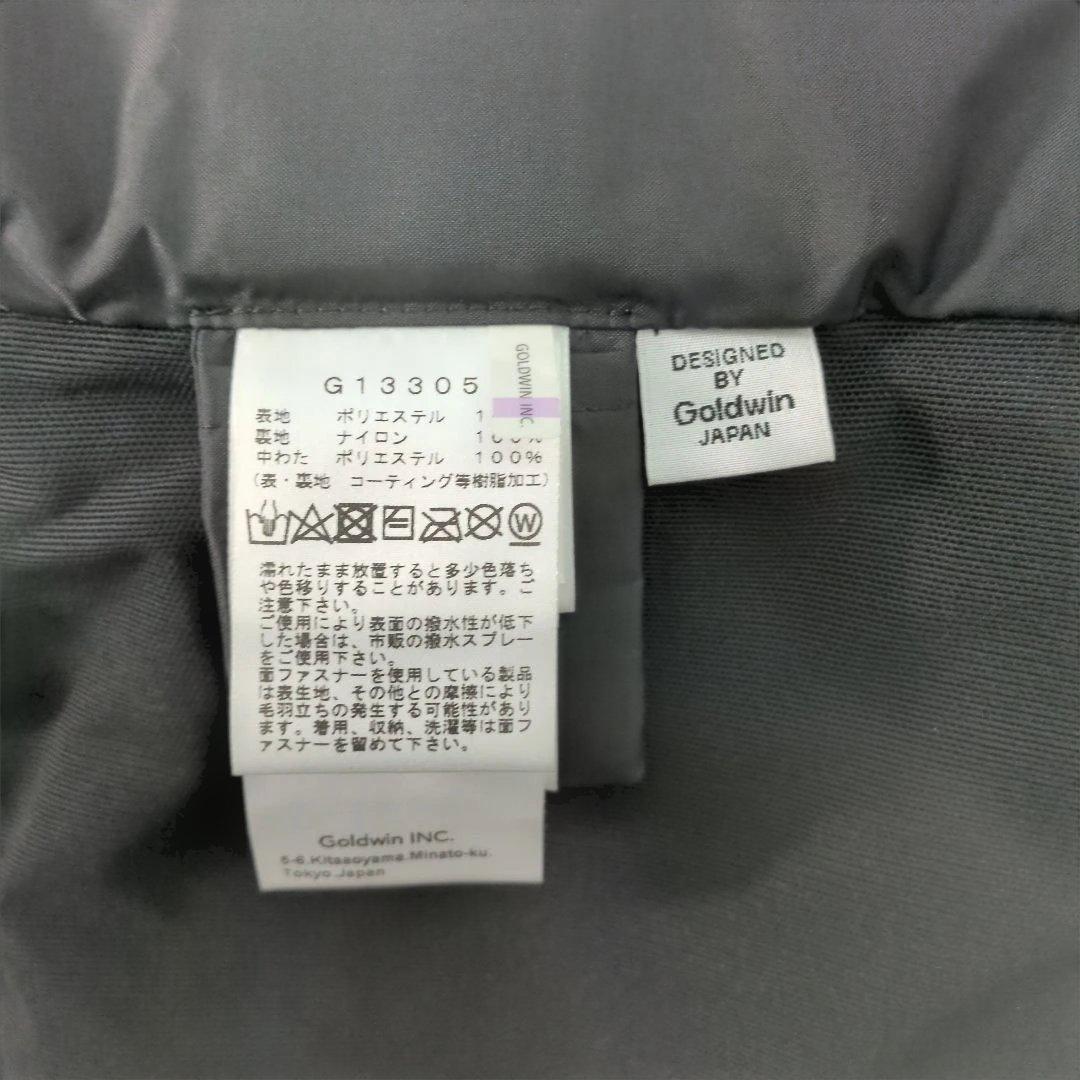 G13305
GOLDWIN INC.
表地 ポリエステル 1
裏地 ナイロン 100%
中わた ポリエステル 100%
(表・裏地 コーティング等樹脂加工)
W
濡れたまま放置すると多少色落ち
や色移りすることがあります。ご
注意下さい。
ご使用により表面の撥水性が低下
した場合は、市販の撥水スプレー
をご使用下さい。
面ファスナーを使用している製品
は表生地、その他との摩擦により
毛羽立ちの発生する可能性があり
ます。着用、収納、洗濯等は面フ
ァスナーを留めて下さい。
Goldwin INC.
5-6.Kitaaoyama.Minato-ku.
Tokyo.Japan
DESIGNED
BY
Goldwin
JAPAN